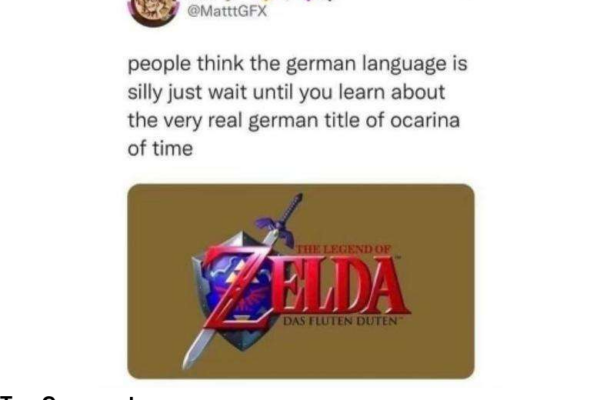 @MatttGFX
people think the german language is
silly just wait until you learn about
the very real german title of ocarina
of time
THE LEGEND OF
ZELDA
DAS FLUTEN DUTEN™